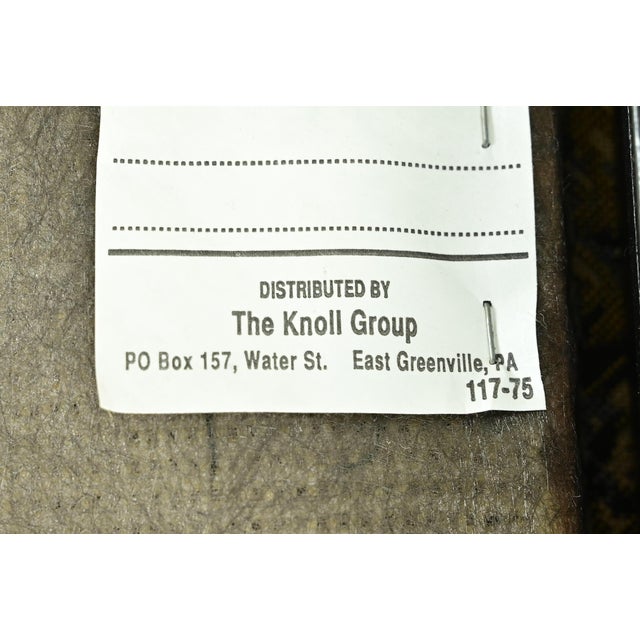 DISTRIBUTED BY
The Knoll Group
PO Box 157, Water St. East Greenville, PA
117-75